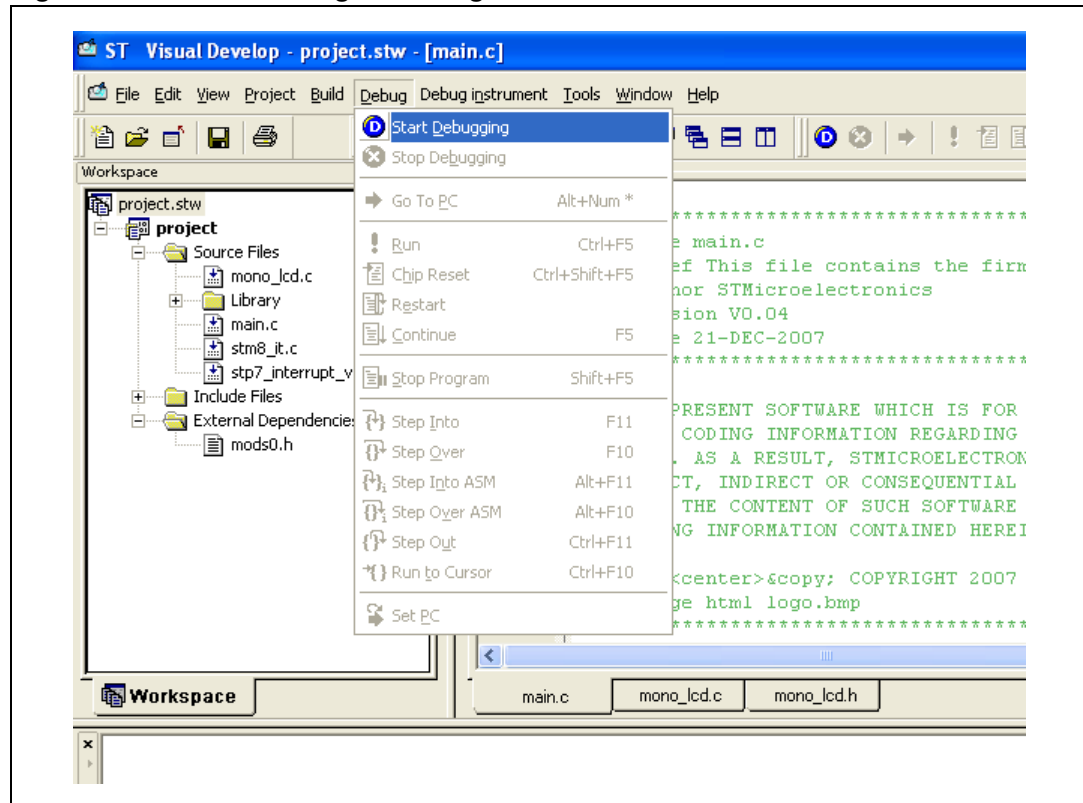 ST Visual Develop - project.stw - [main.c]
File Edit View Project Build Debug Debug instrument Tools Window Help
Workspace
project.stw
project
Source Files
mono_lcd.c
Library
main.c
stm8_it.c
stp7_interrupt_v
Include Files
External Dependencies
mods0.h
Start Debugging
Stop Debugging
Go To PC Alt+Num *
Run Ctrl+F5
Chip Reset Ctrl+Shift+F5
Restart
Continue F5
Stop Program Shift+F5
Step Into F11
Step Over F10
Step Into ASM Alt+F11
Step Over ASM Alt+F10
Step Out Ctrl+F11
Run to Cursor Ctrl+F10
Set PC
*****************************
e main.c
ef This file contains the firm
hor STMicroelectronics
sion V0.04
e 21-DEC-2007
*****************************
PRESENT SOFTWARE WHICH IS FOR
CODING INFORMATION REGARDING
. AS A RESULT, STMICROELECTRON
CT, INDIRECT OR CONSEQUENTIAL
THE CONTENT OF SUCH SOFTWARE
NG INFORMATION CONTAINED HEREI
<center>&copy; COPYRIGHT 2007
ge html logo.bmp
*****************************
Workspace
main.c mono_lcd.c mono_lcd.h